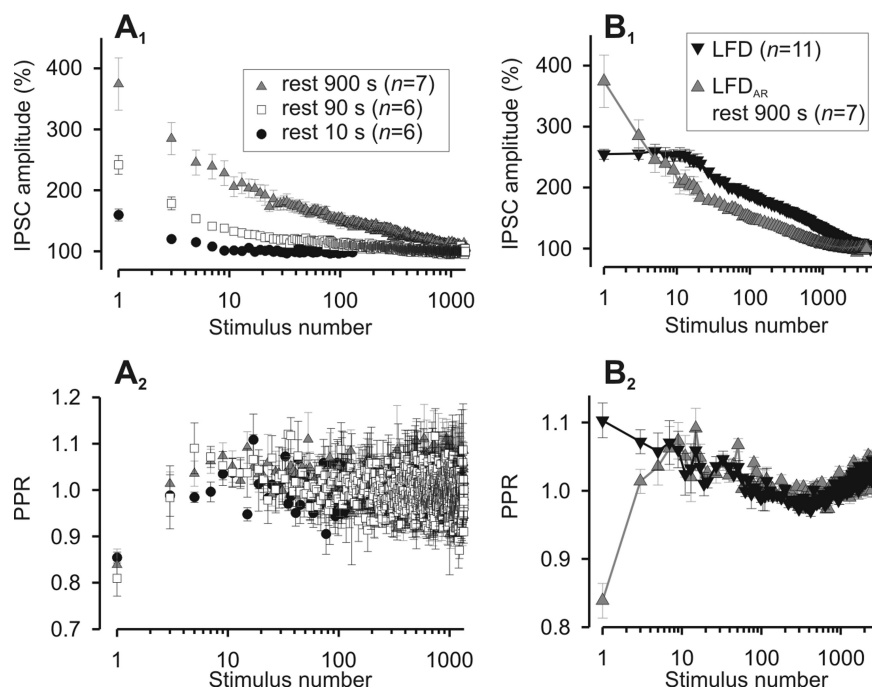 A1
IPSC amplitude (%)
400
300
200
100
rest 900 s (n=7)
rest 90 s (n=6)
rest 10 s (n=6)
1
10
100
1000
Stimulus number
B1
IPSC amplitude (%)
400
300
200
100
LFD (n=11)
LFDAR
rest 900 s (n=7)
1
10
100
1000
Stimulus number
A2
PPR
1.2
1.1
1.0
0.9
0.8
0.7
1
10
100
1000
Stimulus number
B2
PPR
1.1
1.0
0.9
0.8
1
10
100
1000
Stimulus number